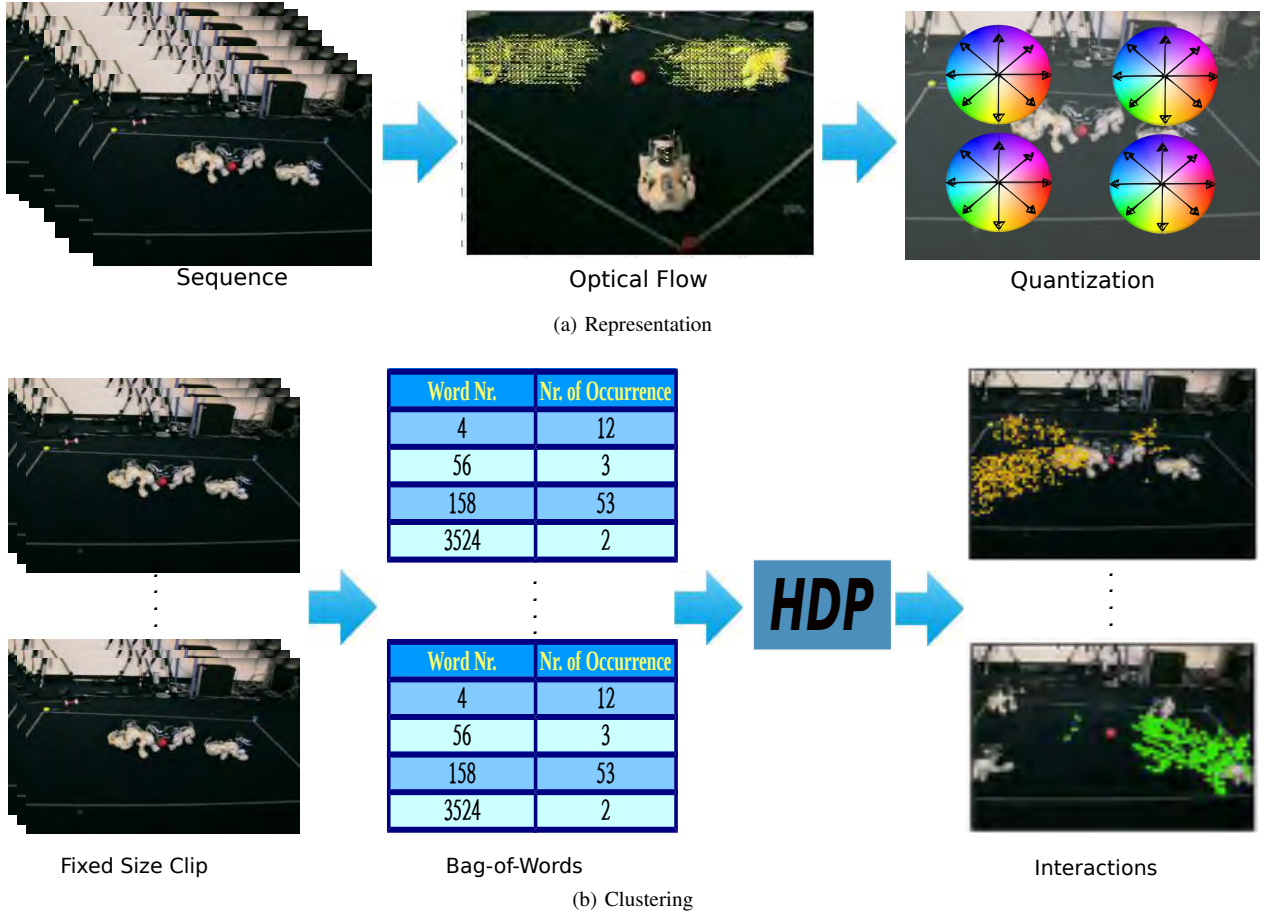 Sequence
Optical Flow
Quantization
(a) Representation
Word Nr. Nr. of Occurrence
4 12
56 3
158 53
3524 2
HDP
Word Nr. Nr. of Occurrence
4 12
56 3
158 53
3524 2
Fixed Size Clip
Bag-of-Words
Interactions
(b) Clustering